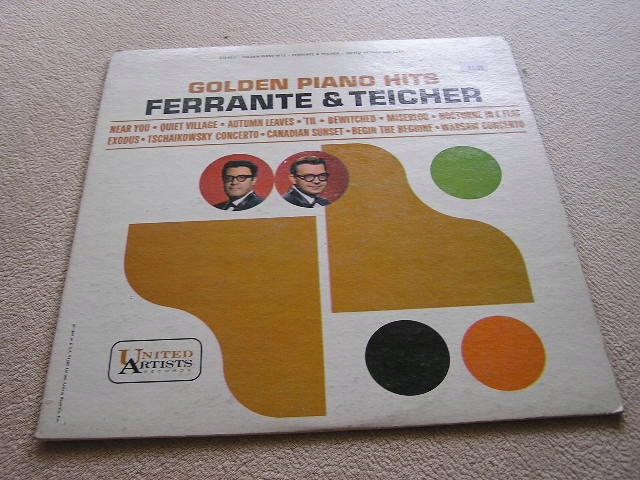 GOLDEN PIANO HITS
FERRANTE & TEICHER
NEAR YOU • QUIET VILLAGE • AUTUMN LEAVES • 'TIL • BEWITCHED • MISERLOU • NOCTURNE IN E FLAT
EXODUS • TSCHAIKOWSKY CONCERTO • CANADIAN SUNSET • BEGIN THE BEGUINE • WARSAW CONCERTO
UNITED
ARTISTS
RECORDS